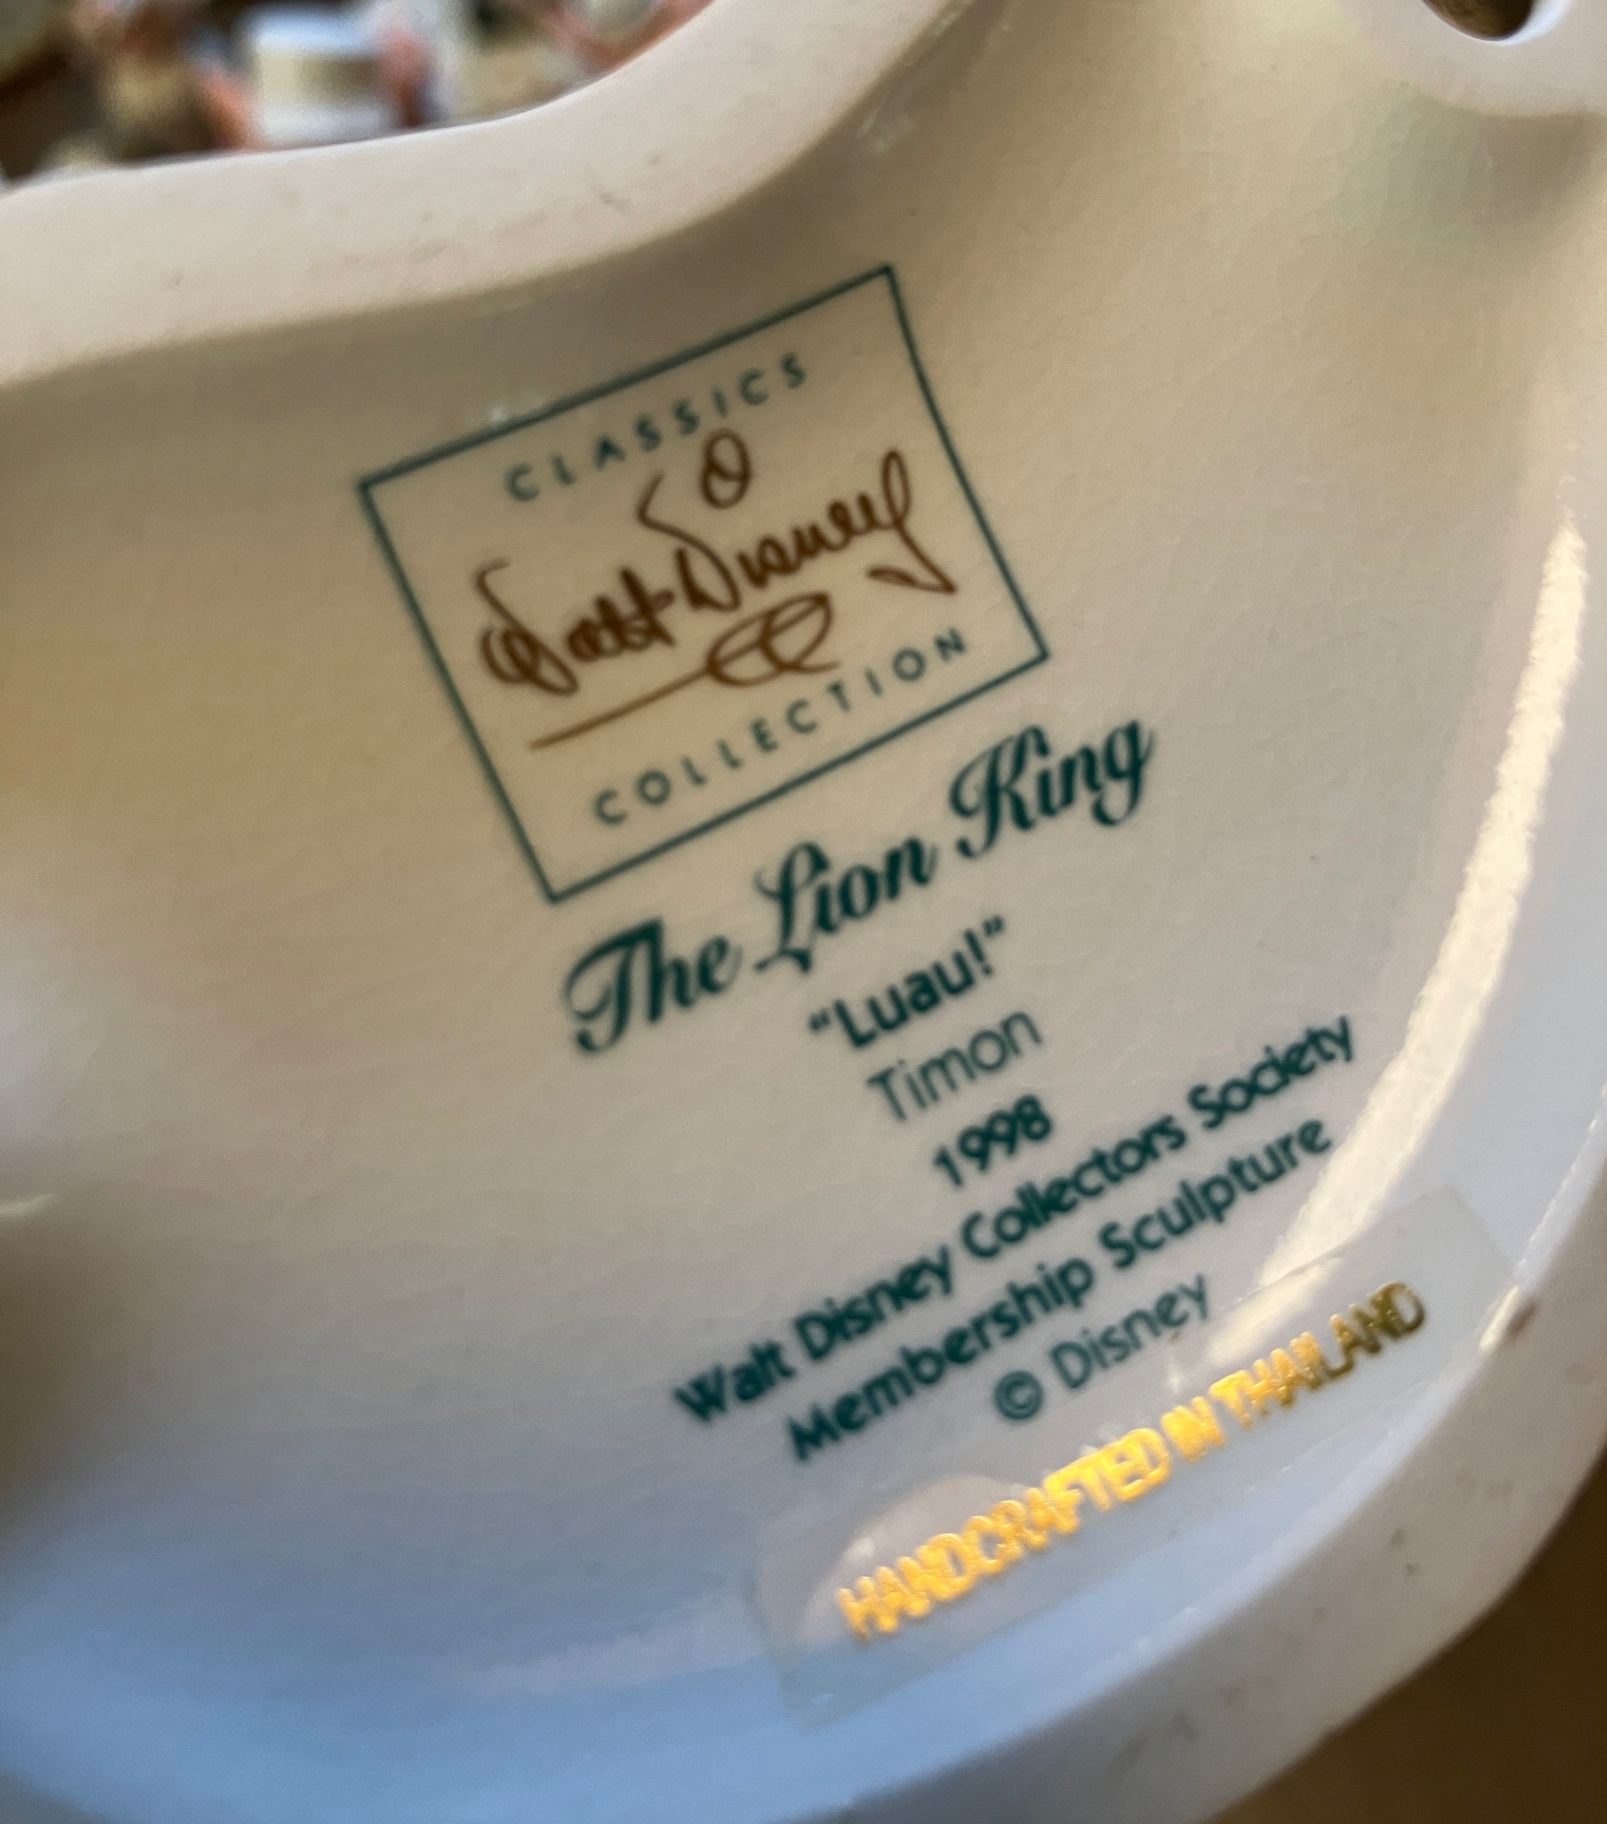 CLASSICS
Walt Disney
COLLECTION
The Lion King
“Luau!”
Timon
1998
Walt Disney Collectors Society
Membership Sculpture
© Disney
HANDCRAFTED IN THAILAND